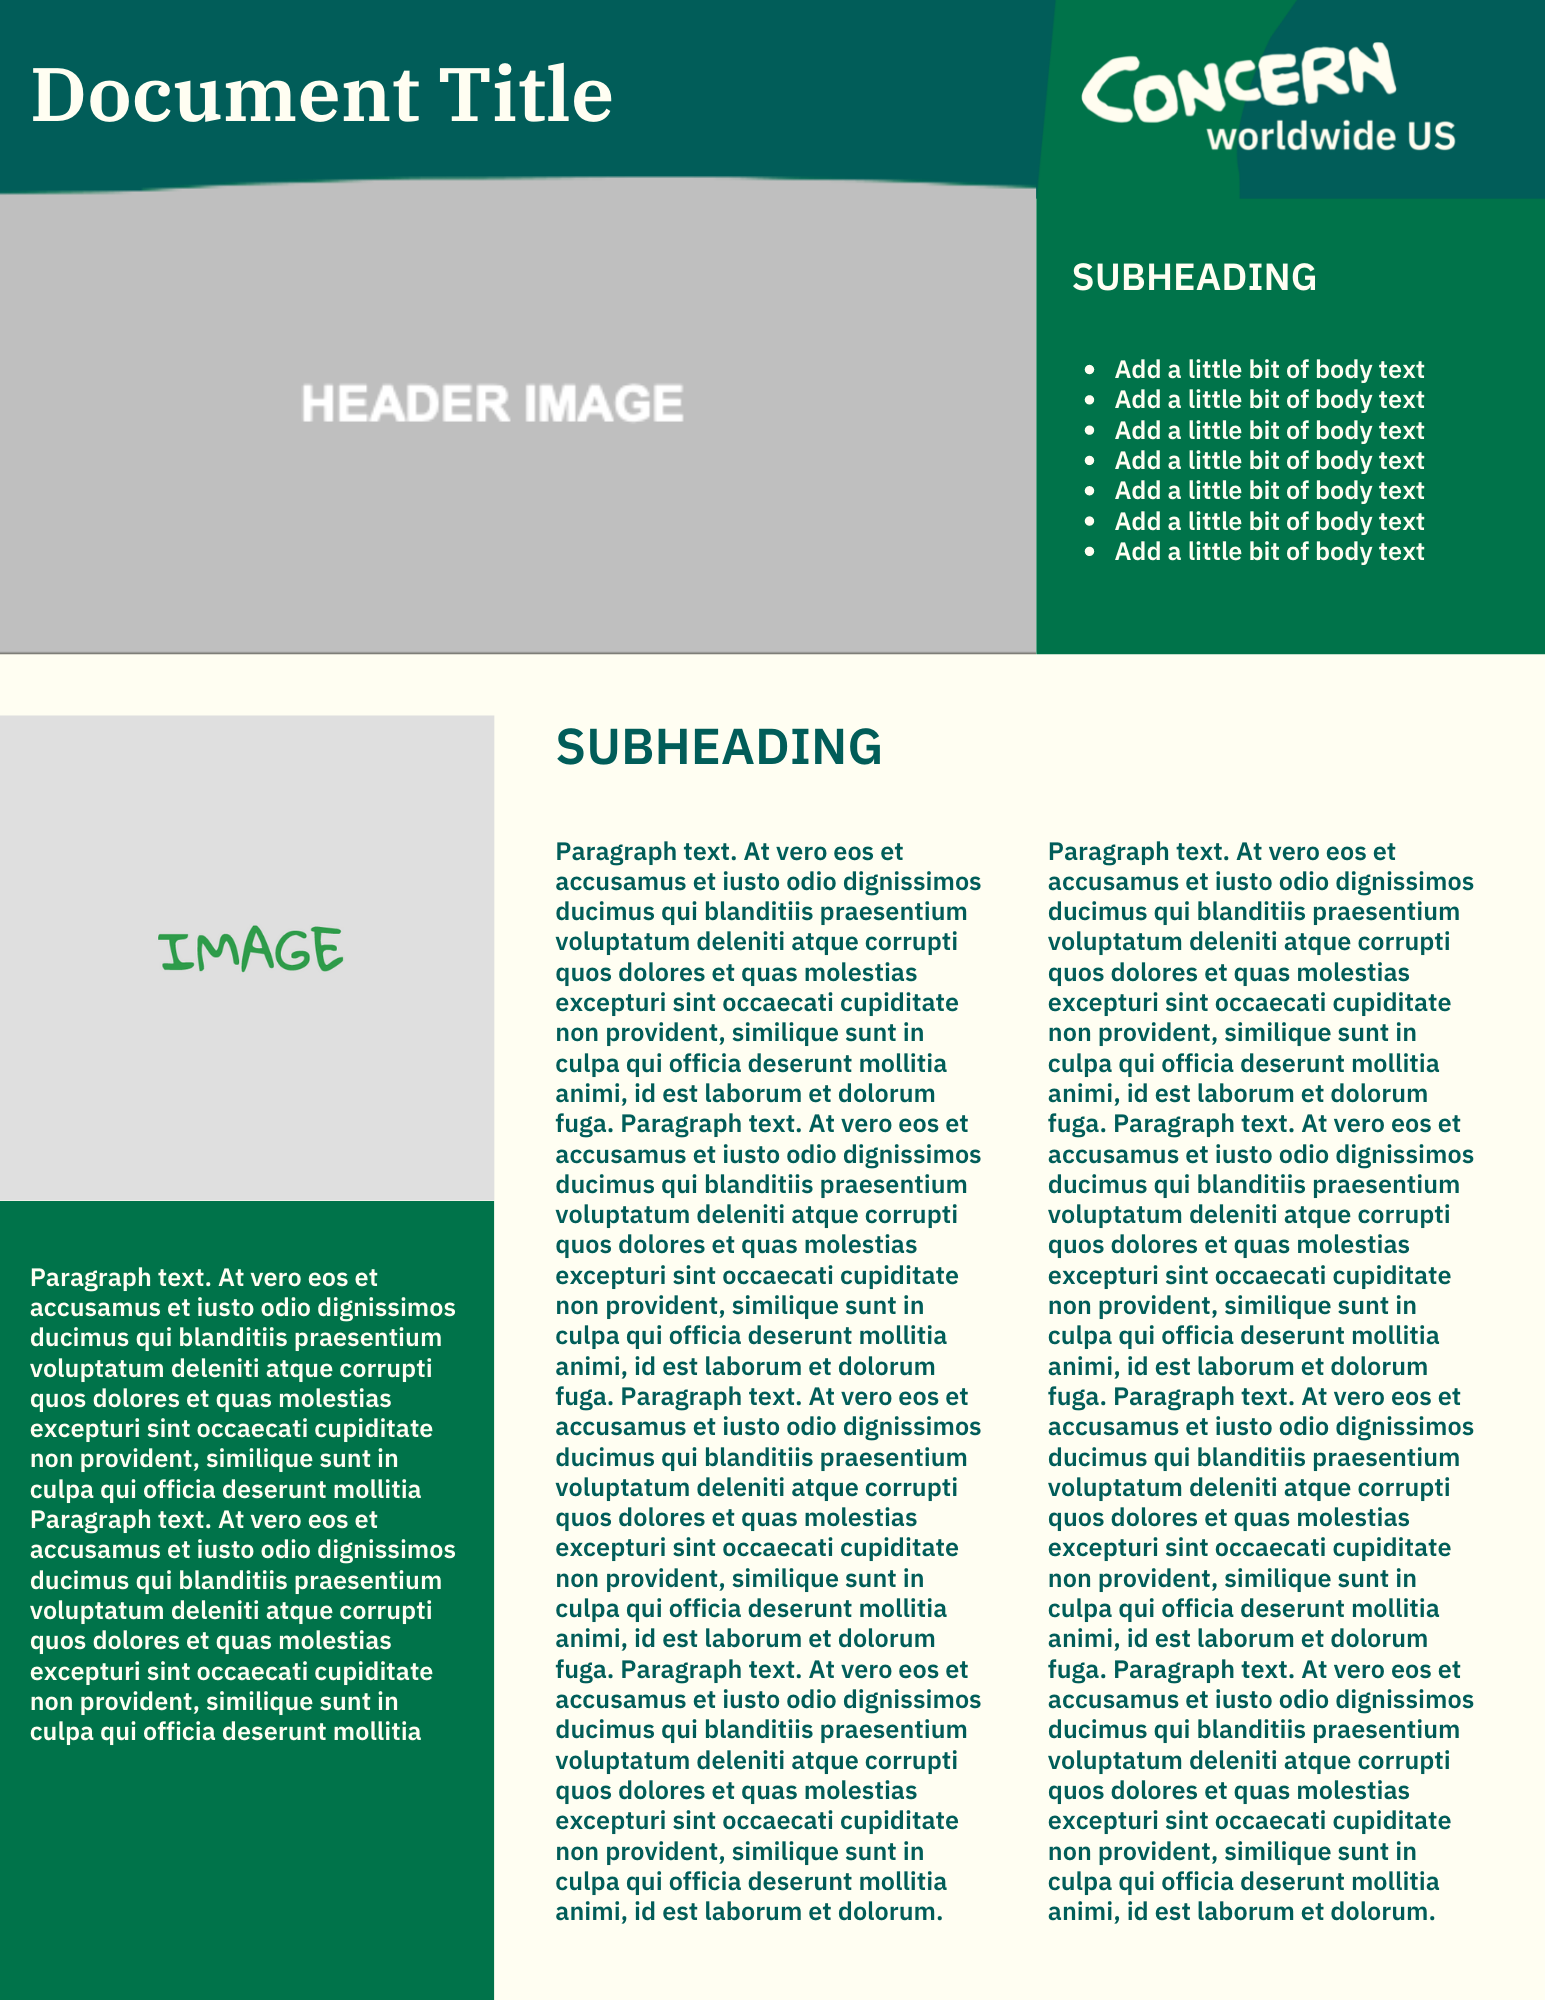 Document Title
CONCERN
worldwide US
HEADER IMAGE
SUBHEADING
• Add a little bit of body text
• Add a little bit of body text
• Add a little bit of body text
• Add a little bit of body text
• Add a little bit of body text
• Add a little bit of body text
• Add a little bit of body text
IMAGE
Paragraph text. At vero eos et
accusamus et iusto odio dignissimos
ducimus qui blanditiis praesentium
voluptatum deleniti atque corrupti
quos dolores et quas molestias
excepturi sint occaecati cupiditate
non provident, similique sunt in
culpa qui officia deserunt mollitia
Paragraph text. At vero eos et
accusamus et iusto odio dignissimos
ducimus qui blanditiis praesentium
voluptatum deleniti atque corrupti
quos dolores et quas molestias
excepturi sint occaecati cupiditate
non provident, similique sunt in
culpa qui officia deserunt mollitia
SUBHEADING
Paragraph text. At vero eos et
accusamus et iusto odio dignissimos
ducimus qui blanditiis praesentium
voluptatum deleniti atque corrupti
quos dolores et quas molestias
excepturi sint occaecati cupiditate
non provident, similique sunt in
culpa qui officia deserunt mollitia
animi, id est laborum et dolorum
fuga. Paragraph text. At vero eos et
accusamus et iusto odio dignissimos
ducimus qui blanditiis praesentium
voluptatum deleniti atque corrupti
quos dolores et quas molestias
excepturi sint occaecati cupiditate
non provident, similique sunt in
culpa qui officia deserunt mollitia
animi, id est laborum et dolorum
fuga. Paragraph text. At vero eos et
accusamus et iusto odio dignissimos
ducimus qui blanditiis praesentium
voluptatum deleniti atque corrupti
quos dolores et quas molestias
excepturi sint occaecati cupiditate
non provident, similique sunt in
culpa qui officia deserunt mollitia
animi, id est laborum et dolorum
fuga. Paragraph text. At vero eos et
accusamus et iusto odio dignissimos
ducimus qui blanditiis praesentium
voluptatum deleniti atque corrupti
quos dolores et quas molestias
excepturi sint occaecati cupiditate
non provident, similique sunt in
culpa qui officia deserunt mollitia
animi, id est laborum et dolorum.
Paragraph text. At vero eos et
accusamus et iusto odio dignissimos
ducimus qui blanditiis praesentium
voluptatum deleniti atque corrupti
quos dolores et quas molestias
excepturi sint occaecati cupiditate
non provident, similique sunt in
culpa qui officia deserunt mollitia
animi, id est laborum et dolorum
fuga. Paragraph text. At vero eos et
accusamus et iusto odio dignissimos
ducimus qui blanditiis praesentium
voluptatum deleniti atque corrupti
quos dolores et quas molestias
excepturi sint occaecati cupiditate
non provident, similique sunt in
culpa qui officia deserunt mollitia
animi, id est laborum et dolorum
fuga. Paragraph text. At vero eos et
accusamus et iusto odio dignissimos
ducimus qui blanditiis praesentium
voluptatum deleniti atque corrupti
quos dolores et quas molestias
excepturi sint occaecati cupiditate
non provident, similique sunt in
culpa qui officia deserunt mollitia
animi, id est laborum et dolorum
fuga. Paragraph text. At vero eos et
accusamus et iusto odio dignissimos
ducimus qui blanditiis praesentium
voluptatum deleniti atque corrupti
quos dolores et quas molestias
excepturi sint occaecati cupiditate
non provident, similique sunt in
culpa qui officia deserunt mollitia
animi, id est laborum et dolorum.